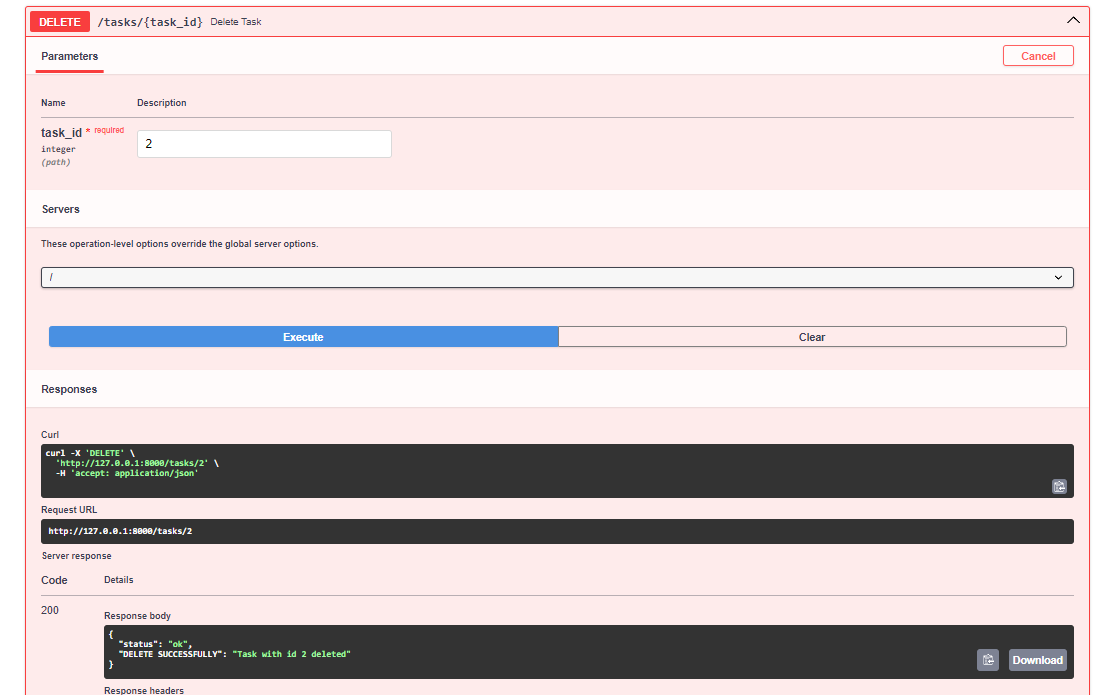 DELETE /tasks/{task_id} Delete Task
Parameters
Cancel
Name Description
task_id * required
integer
(path)
2
Servers
These operation-level options override the global server options.
/
Execute Clear
Responses
Curl
curl -X 'DELETE' \
  'http://127.0.0.1:8000/tasks/2' \
  -H 'accept: application/json'
Request URL
http://127.0.0.1:8000/tasks/2
Server response
Code Details
200
Response body
{
  "status": "ok",
  "DELETE SUCCESSFULLY": "Task with id 2 deleted"
}
Download
Response headers